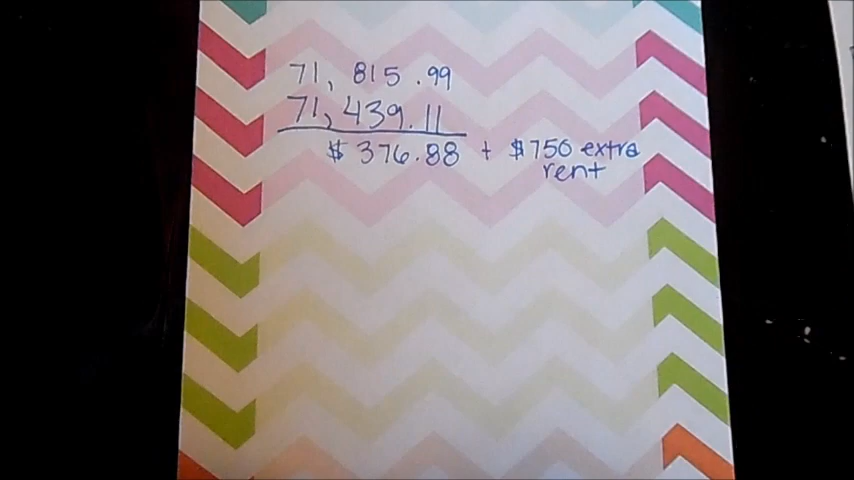 71,815.99
71,439.11
$376.88 + $750 extra
rent